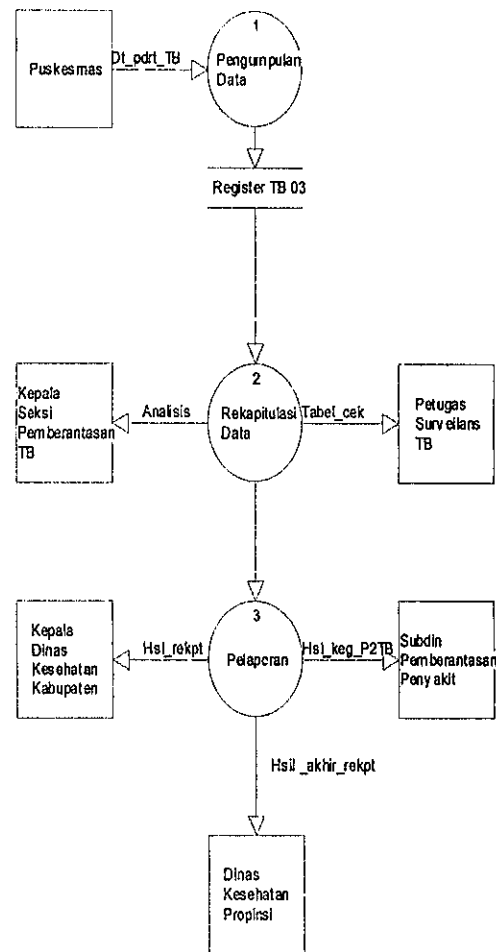 1
Puskesmas
Dt_pdrt_TB
Pengumpulan
Data
Register TB 03
2
Kepala
Seksi
Pemberantasan
TB
Analisis
Rekapitulasi
Data
Tabel_cek
Petugas
Surveilans
TB
3
Kepala
Dinas
Kesehatan
Kabupaten
Hsl_rekpt
Pelaporan
Hsl_keg_P2TB
Subdin
Pemberantasan
Penyakit
Hsil_akhir_rekpt
Dinas
Kesehatan
Propinsi